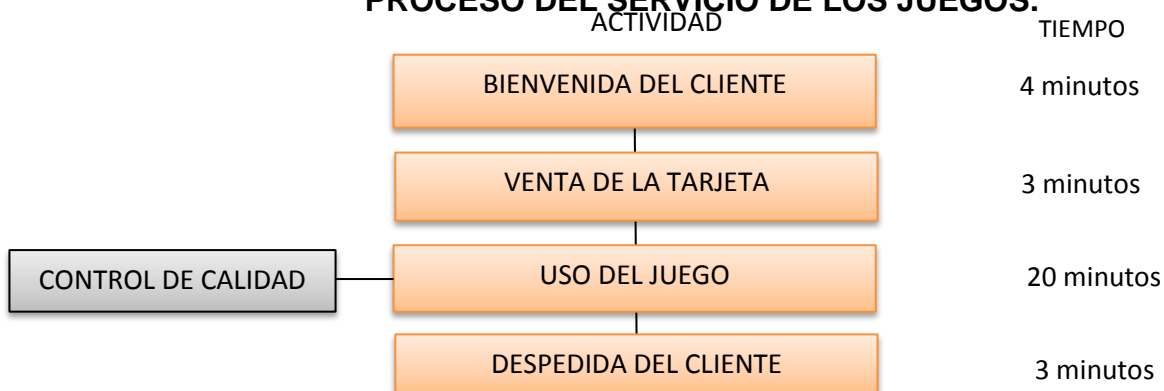 PROCESO DEL SERVICIO DE LOS JUEGOS.
ACTIVIDAD TIEMPO
BIENVENIDA DEL CLIENTE 4 minutos
VENTA DE LA TARJETA 3 minutos
CONTROL DE CALIDAD USO DEL JUEGO 20 minutos
DESPEDIDA DEL CLIENTE 3 minutos